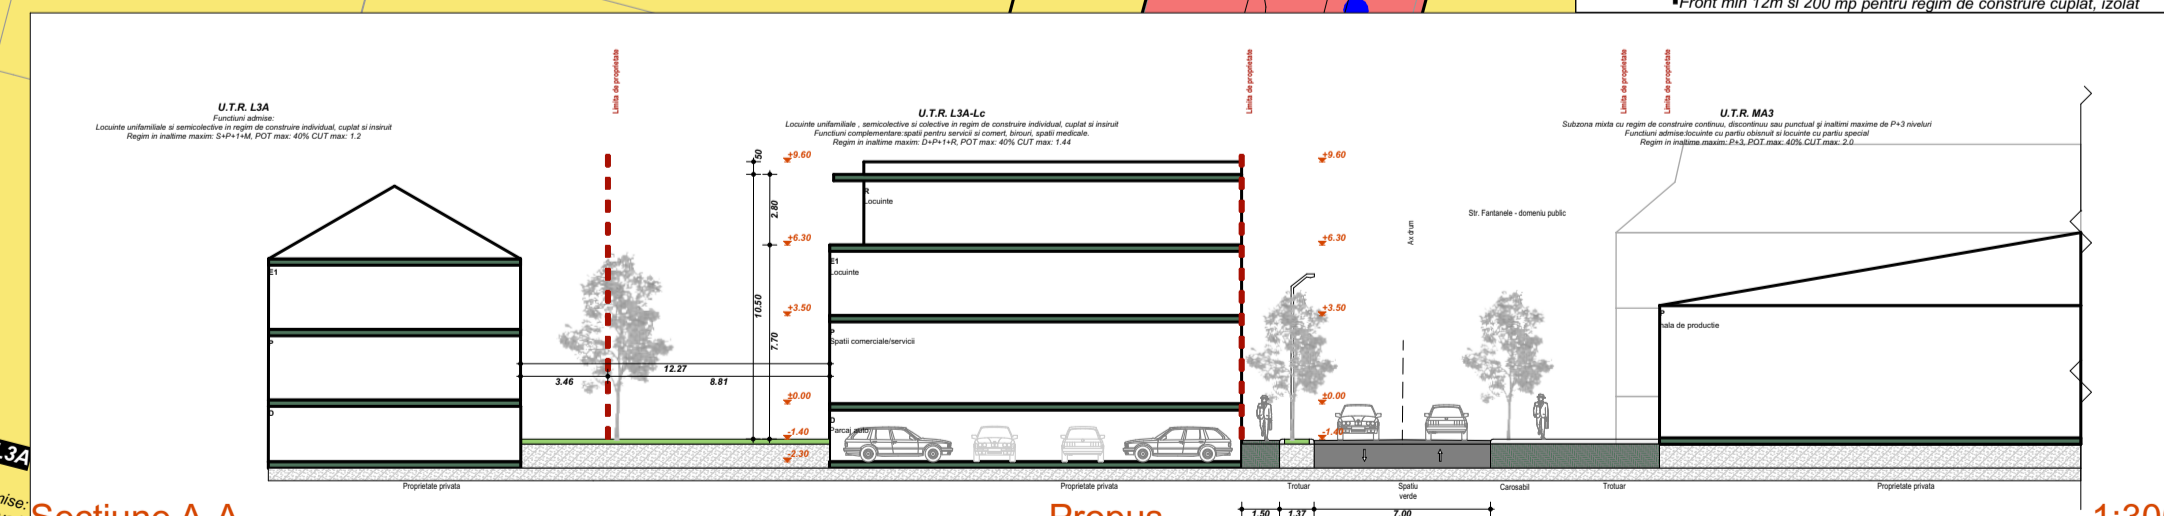 ▪Front min 12m si 200 mp pentru regim de construire cuplat, izolat
Limita de proprietate
Limita de proprietate
Limita de proprietate
Limita de proprietate
U.T.R. L3A
Functiuni admise:
Locuinte unifamiliale si semicolective in regim de construire individual, cuplat si insiruit
Regim in inaltime maxim: S+P+1+M, POT max: 40% CUT max: 1.2
U.T.R. L3A-Lc
Locuinte unifamiliale , semicolective si colective in regim de construire individual, cuplat si insiruit
Functiuni complementare:spatii pentru servicii si comert, birouri, spatii medicale.
Regim in inaltime maxim: D+P+1+R, POT max: 40% CUT max: 1.44
U.T.R. MA3
Subzona mixta cu regim de construire continuu, discontinuu sau punctual şi inaltimi maxime de P+3 niveluri
Functiuni admise:locuinte cu partiu obisnuit si locuinte cu partiu special
Regim in inaltime maxim: P+3, POT max: 40% CUT max: 2.0
50
+9.60
+9.60
R
Locuinte
2.80
Str. Fantanele - domeniu public
Ax drum
+6.30
+6.30
E1
E1
Locuinte
10.50
+3.50
+3.50
P
P
Spatii comerciale/servicii
P
hala de productie
7.70
12.27
3.46
8.81
±0.00
±0.00
D
D
Parcaj auto
-1.40
-1.40
-2.30
L3A
Proprietate privata
Proprietate privata
Trotuar
Spatiu
verde
Carosabil
Trotuar
Proprietate privata
Sectiune A-A
Propus
1:30
1.50
1.37
7.00